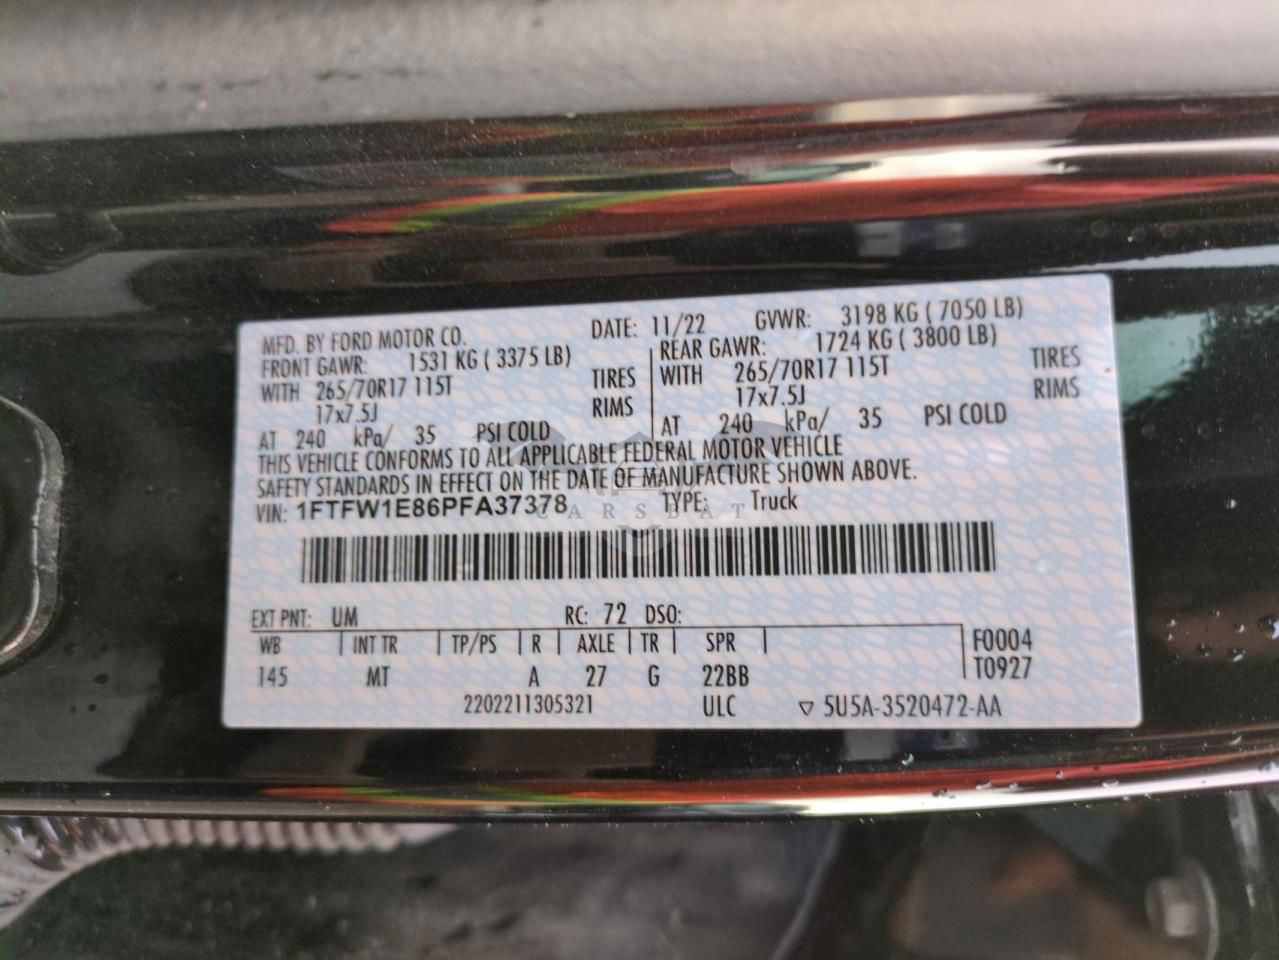 MFD. BY FORD MOTOR CO. DATE: 11/22 GVWR: 3198 KG ( 7050 LB)
FRONT GAWR: 1531 KG ( 3375 LB) REAR GAWR: 1724 KG ( 3800 LB)
WITH 265/70R17 115T TIRES WITH 265/70R17 115T TIRES
17x7.5J RIMS 17x7.5J RIMS
AT 240 kPa/ 35 PSI COLD AT 240 kPa/ 35 PSI COLD
THIS VEHICLE CONFORMS TO ALL APPLICABLE FEDERAL MOTOR VEHICLE
SAFETY STANDARDS IN EFFECT ON THE DATE OF MANUFACTURE SHOWN ABOVE.
VIN: 1FTFW1E86PFA37378 TYPE: Truck
CARSBAT
EXT PNT: UM RC: 72 DSO:
WB INT TR TP/PS R AXLE TR SPR F0004
145 MT A 27 G 22BB T0927
2202211305321 ULC ▽ 5U5A-3520472-AA